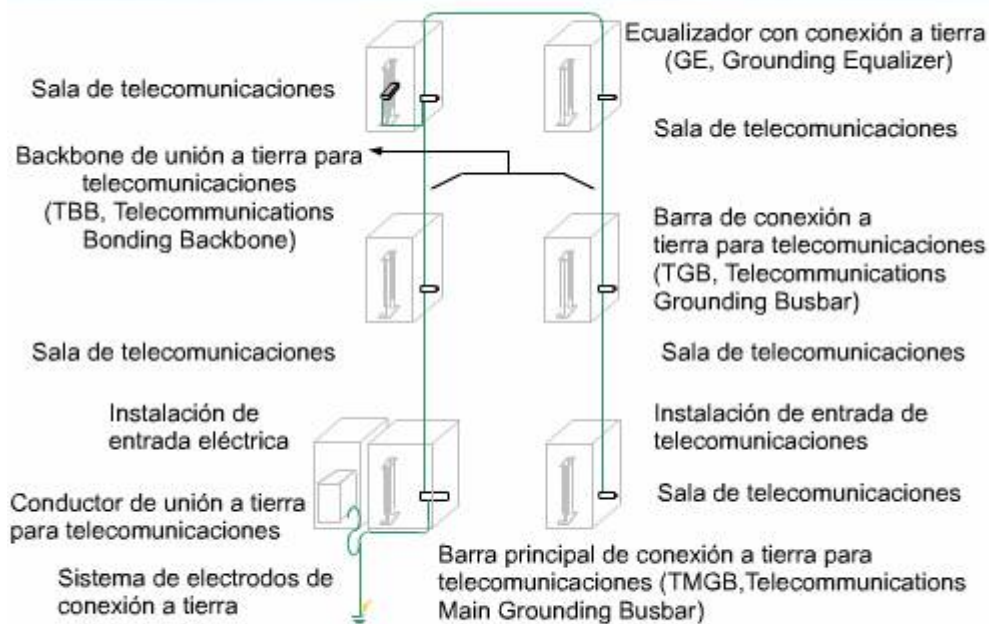 Ecualizador con conexión a tierra
(GE, Grounding Equalizer)
Sala de telecomunicaciones
Sala de telecomunicaciones
Backbone de unión a tierra para
telecomunicaciones
(TBB, Telecommunications
Bonding Backbone)
Barra de conexión a
tierra para telecomunicaciones
(TGB, Telecommunications
Grounding Busbar)
Sala de telecomunicaciones
Sala de telecomunicaciones
Instalación de
entrada eléctrica
Instalación de entrada de
telecomunicaciones
Sala de telecomunicaciones
Conductor de unión a tierra
para telecomunicaciones
Barra principal de conexión a tierra para
telecomunicaciones (TMGB,Telecommunications
Main Grounding Busbar)
Sistema de electrodos de
conexión a tierra